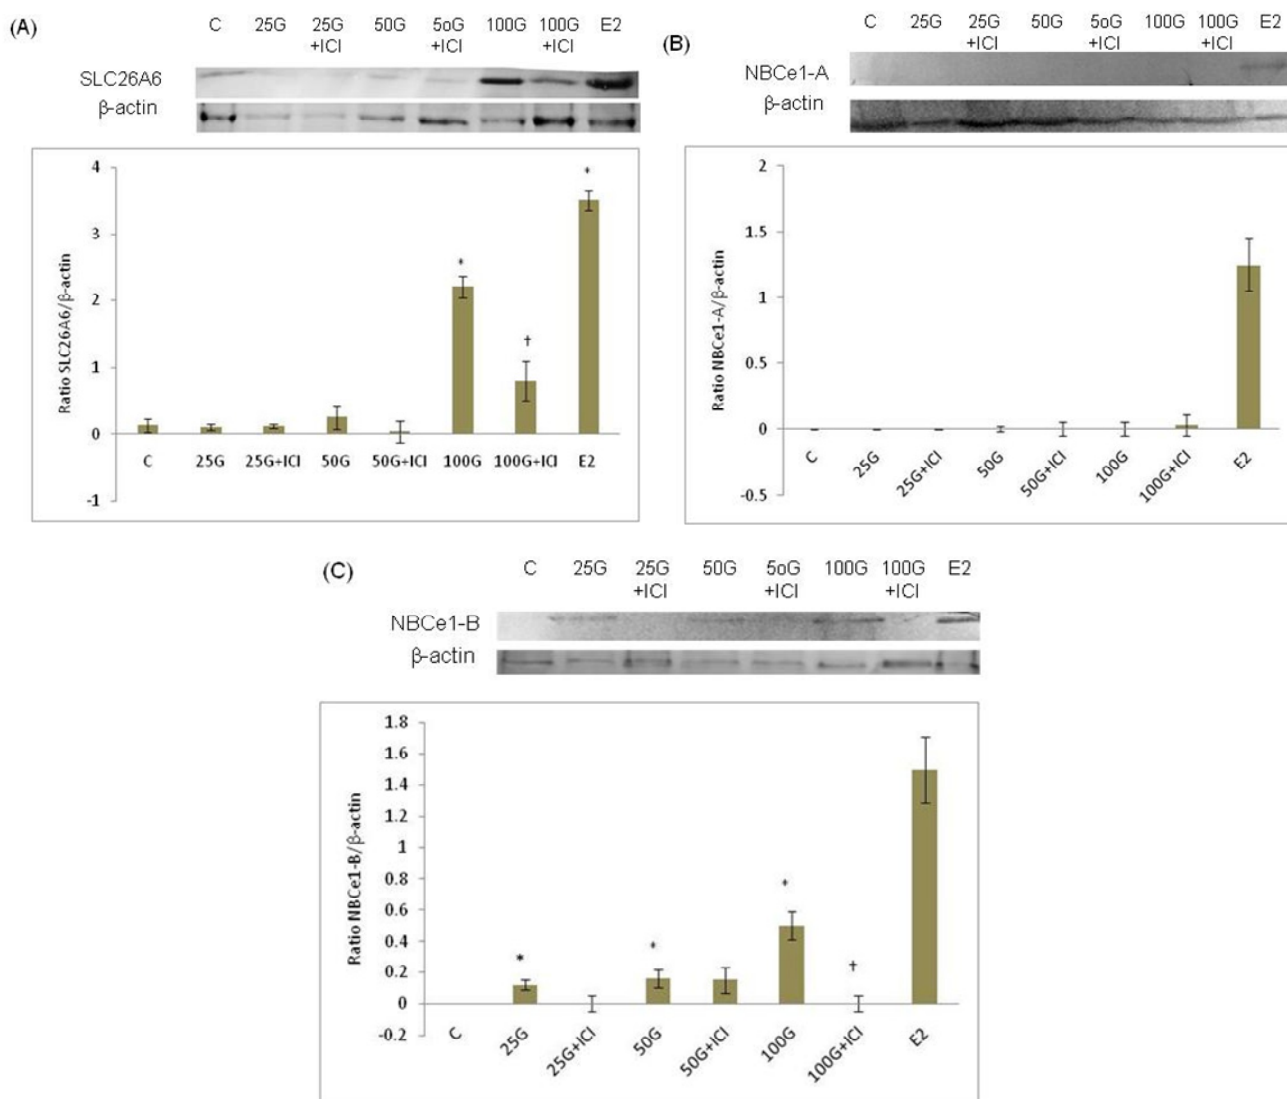 (A)
C 25G 25G 50G 5oG 100G 100G E2
+ICI +ICI +ICI
SLC26A6
β-actin
Ratio SLC26A6/β-actin
4
3
2
1
0
-1
*
*
†
C 25G 25G+ICI 50G 50G+ICI 100G 100G+ICI E2
(B)
C 25G 25G 50G 5oG 100G 100G E2
+ICI +ICI +ICI
NBCe1-A
β-actin
Ratio NBCe1-A/β-actin
2
1.5
1
0.5
0
-0.5
C 25G 25G+ICI 50G 50G+ICI 100G 100G+ICI E2
(C)
C 25G 25G 50G 5oG 100G 100G E2
+ICI +ICI +ICI
NBCe1-B
β-actin
Ratio NBCe1-B/β-actin
1.8
1.6
1.4
1.2
1
0.8
0.6
0.4
0.2
0
-0.2
*
*
*
†
C 25G 25G+ICI 50G 50G+ICI 100G 100G+ICI E2